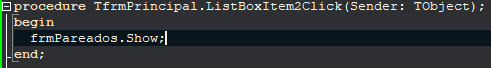 procedure TfrmPrincipal.ListBoxItem2Click(Sender: TObject);
begin
  frmPareados.Show;
end;